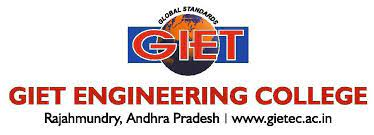 GLOBAL STANDARDS
GIET
GIET ENGINEERING COLLEGE
Rajahmundry, Andhra Pradesh | www.gietec.ac.in